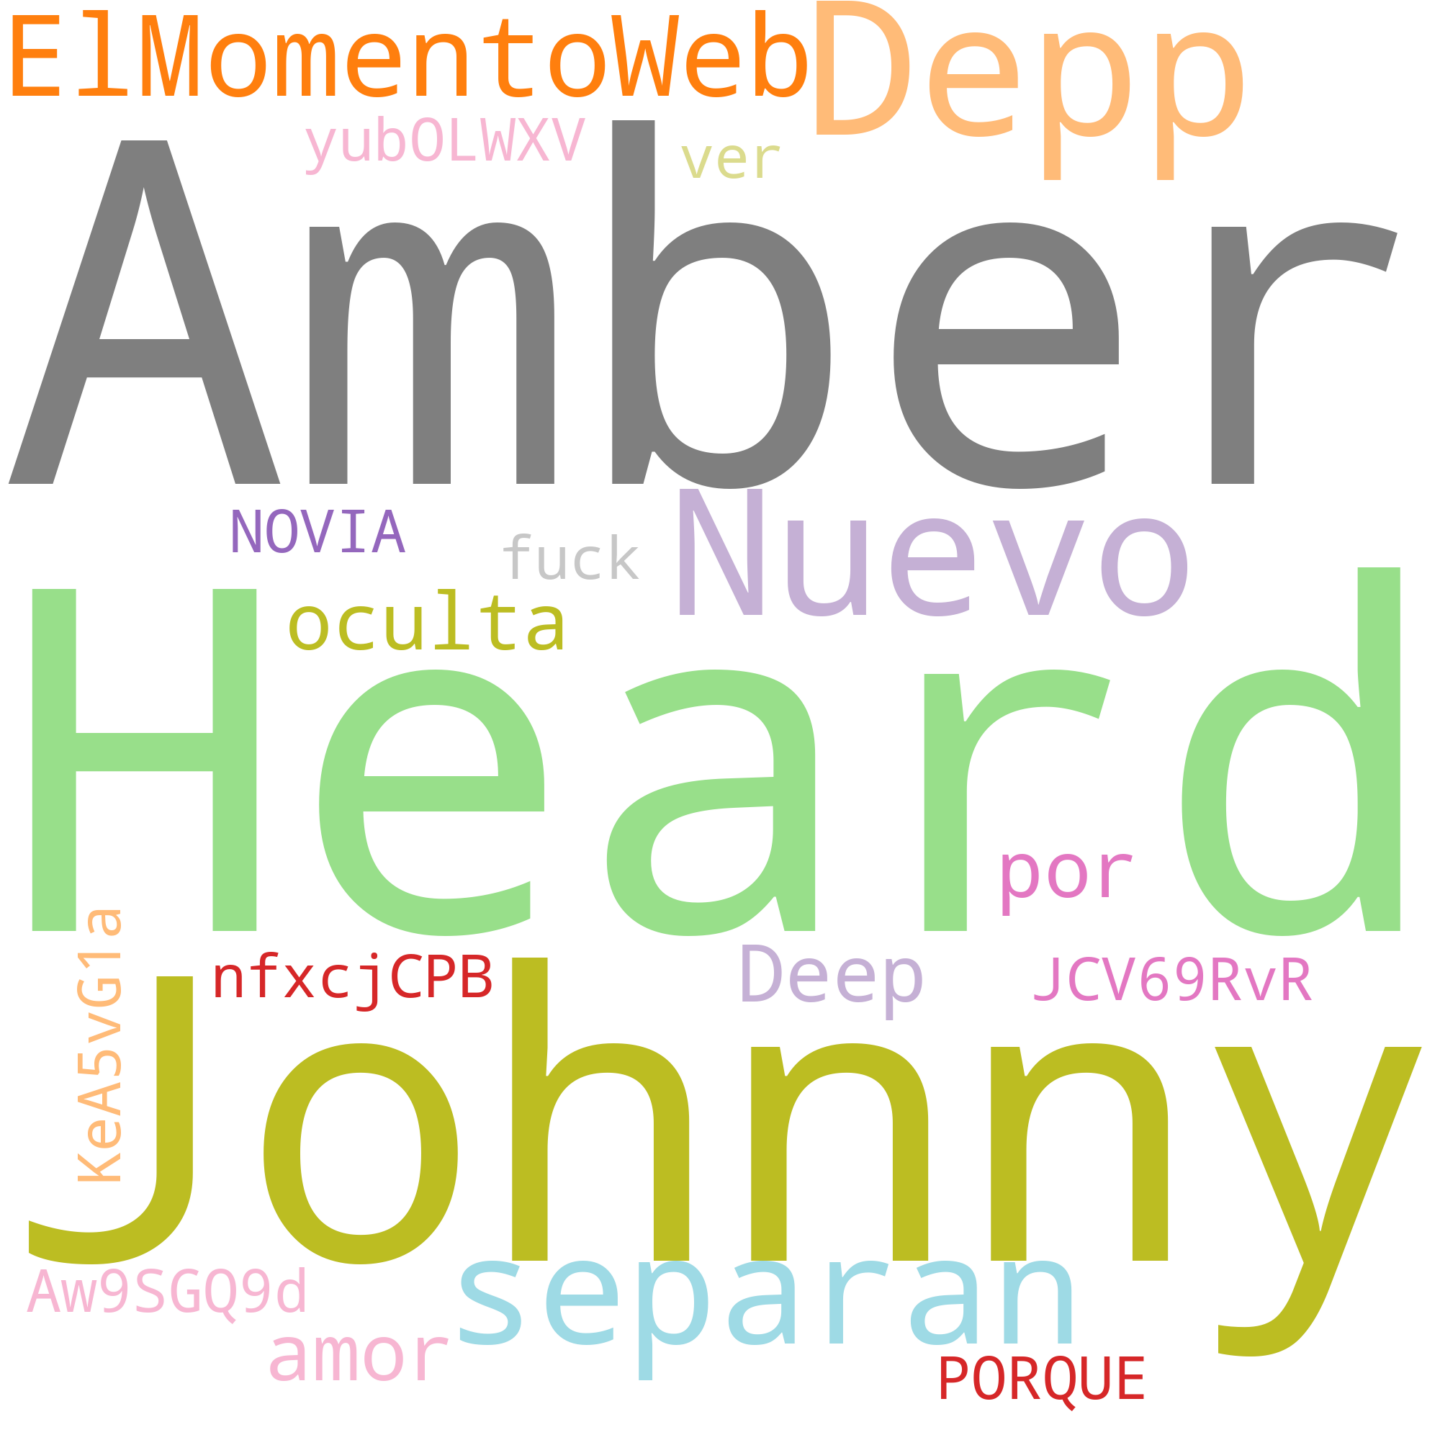 ElMomentoWeb
Depp
yubOLWXV
ver
Amber
NOVIA
fuck
Nuevo
oculta
Heard
por
KeA5vG1a
nfxcjCPB
Deep
JCV69RvR
Johnny
Aw9SGQ9d
separan
amor
PORQUE